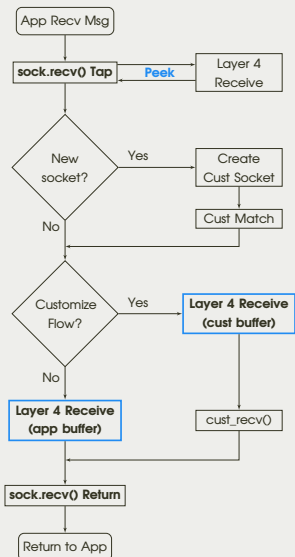 App Recv Msg
sock.recv() Tap
Peek
Layer 4
Receive
New
socket?
Yes
Create
Cust Socket
Cust Match
No
Customize
Flow?
Yes
Layer 4 Receive
(cust buffer)
No
Layer 4 Receive
(app buffer)
cust_recv()
sock.recv() Return
Return to App